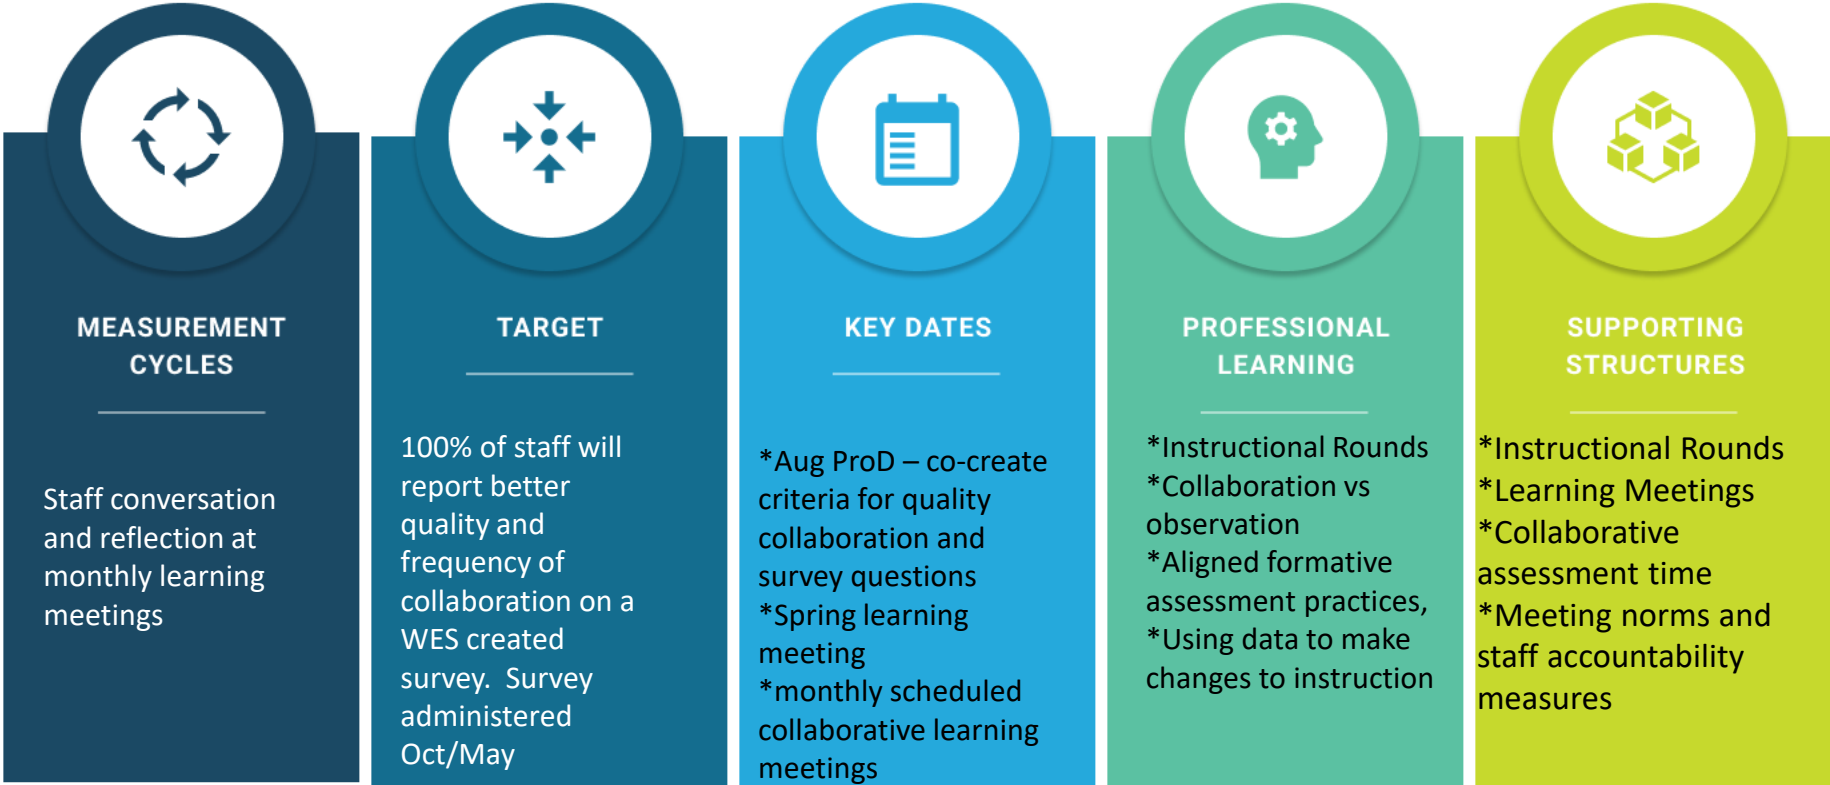 MEASUREMENT
CYCLES
Staff conversation
and reflection at
monthly learning
meetings
TARGET
100% of staff will
report better
quality and
frequency of
collaboration on a
WES created
survey.  Survey
administered
Oct/May
KEY DATES
*Aug ProD – co-create
criteria for quality
collaboration and
survey questions
*Spring learning
meeting
*monthly scheduled
collaborative learning
meetings
PROFESSIONAL
LEARNING
*Instructional Rounds
*Collaboration vs
observation
*Aligned formative
assessment practices,
*Using data to make
changes to instruction
SUPPORTING
STRUCTURES
*Instructional Rounds
*Learning Meetings
*Collaborative
assessment time
*Meeting norms and
staff accountability
measures